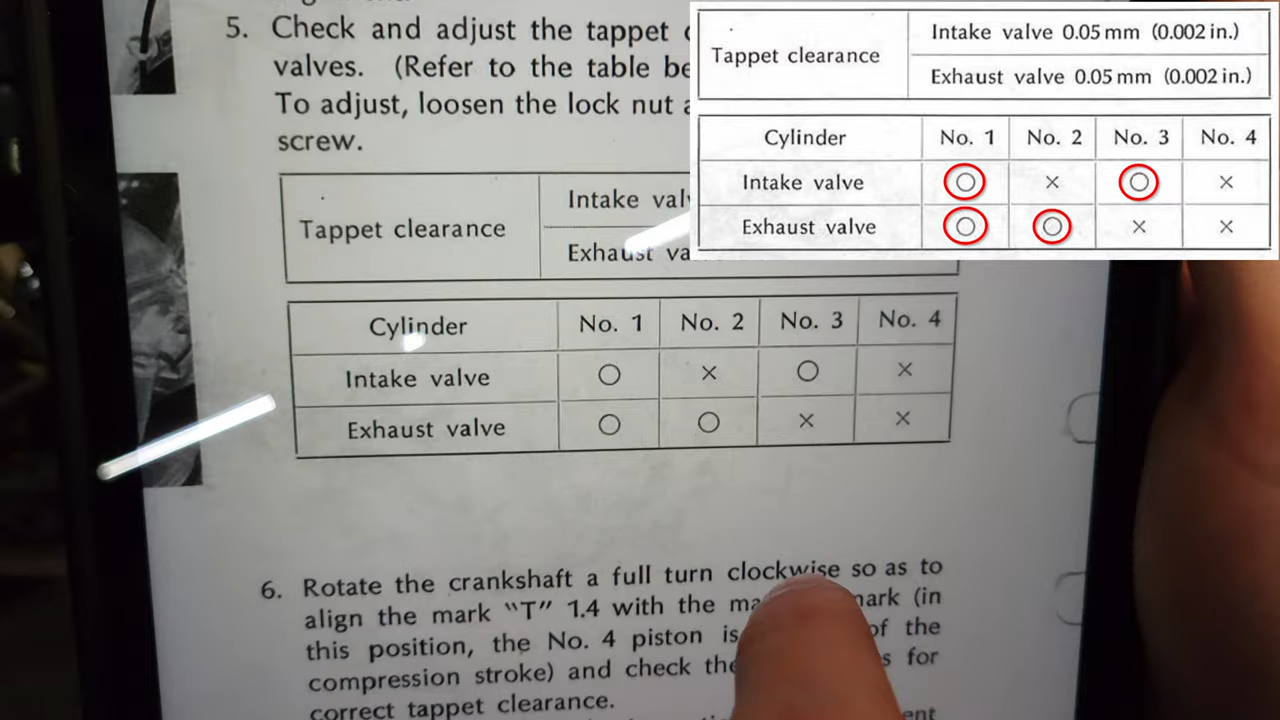 5. Check and adjust the tappet
valves. (Refer to the table
To adjust, loosen the lock nut
screw.
Tappet clearance
Intake
Exhaust
Cylinder No. 1 No. 2 No. 3 No. 4
Intake valve ○ × ○ ×
Exhaust valve ○ ○ × ×
6. Rotate the crankshaft a full turn clockwise so as to
align the mark “T” 1.4 with the mark (in
this position, the No. 4 piston is of the
compression stroke) and check for
correct tappet clearance.
Tappet clearance
Intake valve 0.05 mm (0.002 in.)
Exhaust valve 0.05 mm (0.002 in.)
Cylinder No. 1 No. 2 No. 3 No. 4
Intake valve ○ × ○ ×
Exhaust valve ○ ○ × ×